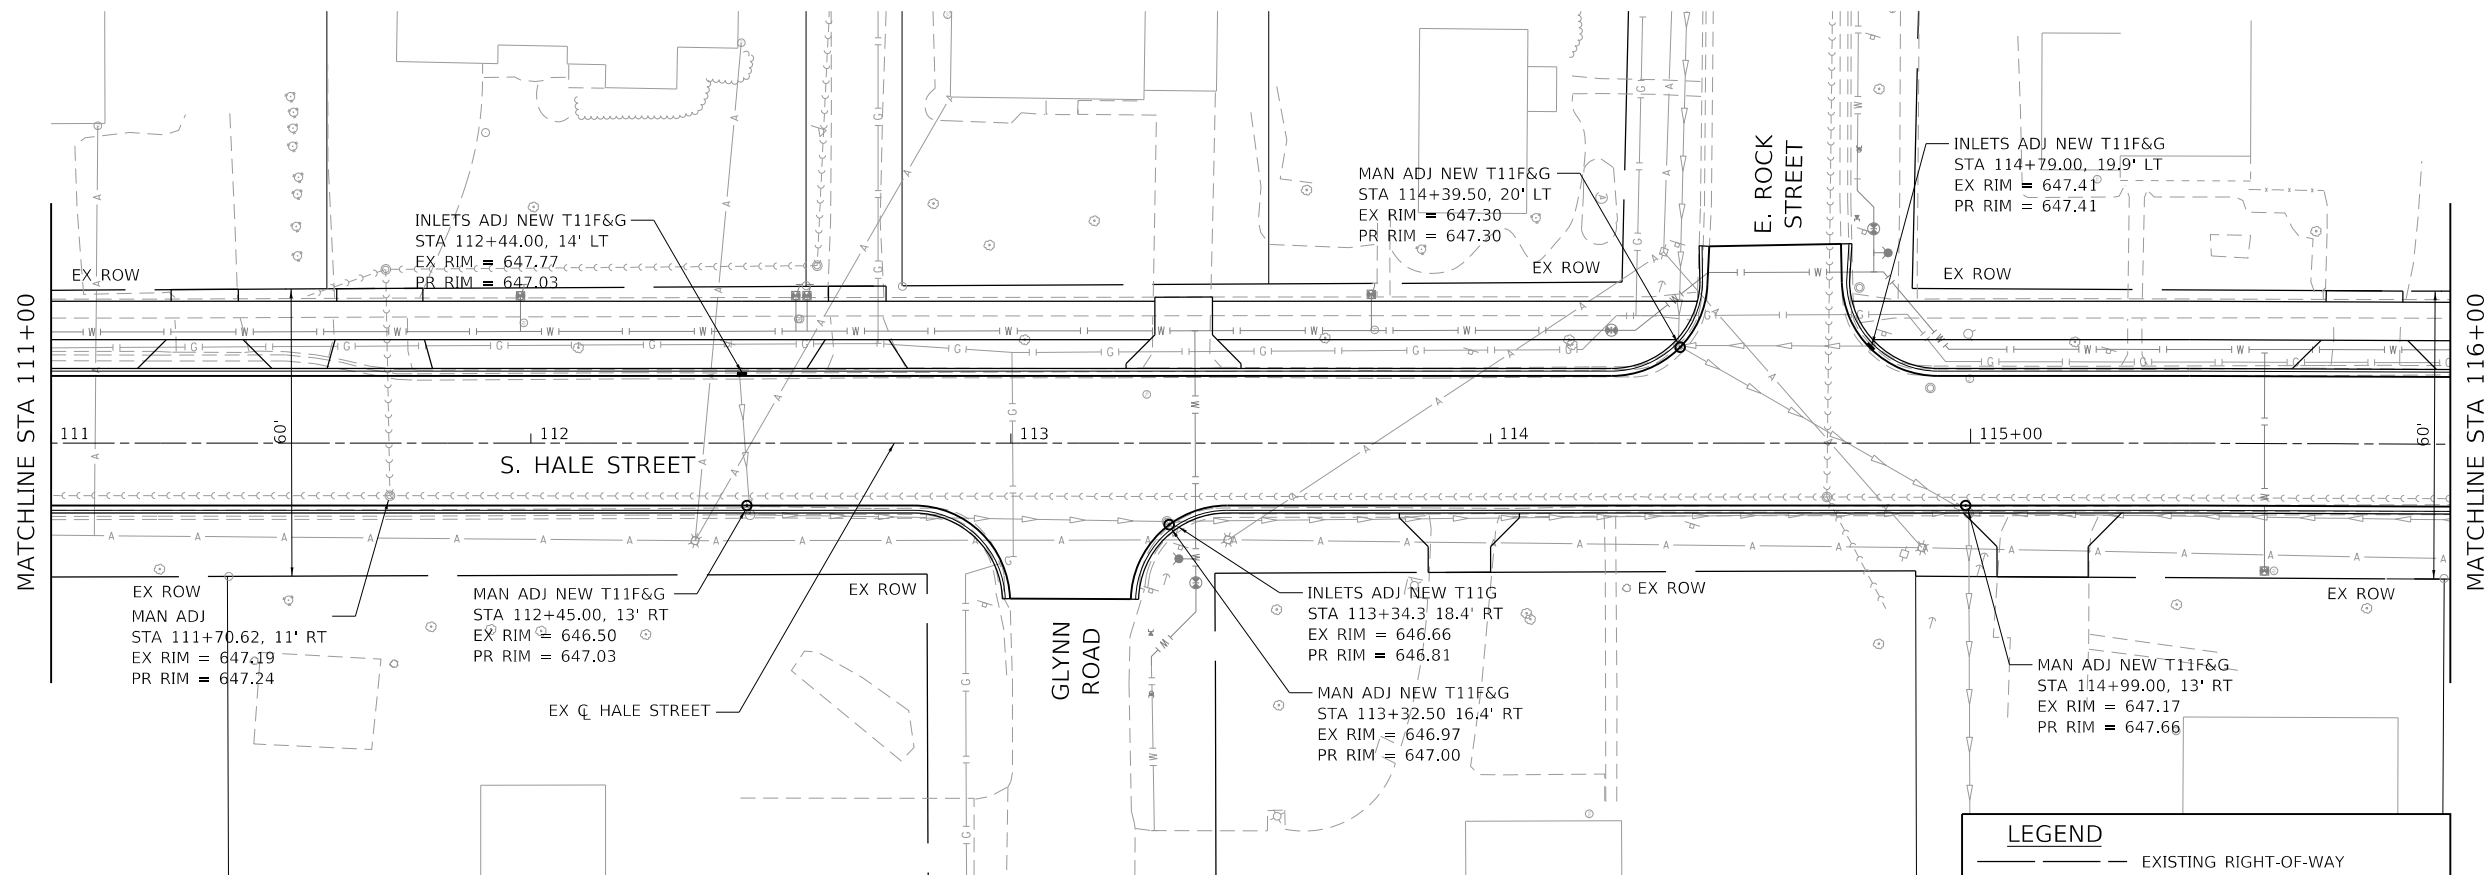 MATCHLINE STA 111+00
EX ROW
INLETS ADJ NEW T11F&G
STA 112+44.00, 14' LT
EX RIM = 647.77
PR RIM = 647.03
MAN ADJ NEW T11F&G
STA 114+39.50, 20' LT
EX RIM = 647.30
PR RIM = 647.30
EX ROW
E. ROCK
STREET
INLETS ADJ NEW T11F&G
STA 114+79.00, 19.9' LT
EX RIM = 647.41
PR RIM = 647.41
EX ROW
MATCHLINE STA 116+00
111
60'
112
113
114
115+00
60'
S. HALE STREET
EX ROW
MAN ADJ
STA 111+70.62, 11' RT
EX RIM = 647.19
PR RIM = 647.24
MAN ADJ NEW T11F&G
STA 112+45.00, 13' RT
EX RIM = 646.50
PR RIM = 647.03
EX ROW
EX ℄ HALE STREET
GLYNN
ROAD
INLETS ADJ NEW T11G
STA 113+34.3 18.4' RT
EX RIM = 646.66
PR RIM = 646.81
MAN ADJ NEW T11F&G
STA 113+32.50 16.4' RT
EX RIM = 646.97
PR RIM = 647.00
EX ROW
MAN ADJ NEW T11F&G
STA 114+99.00, 13' RT
EX RIM = 647.17
PR RIM = 647.66
EX ROW
LEGEND
EXISTING RIGHT-OF-WAY